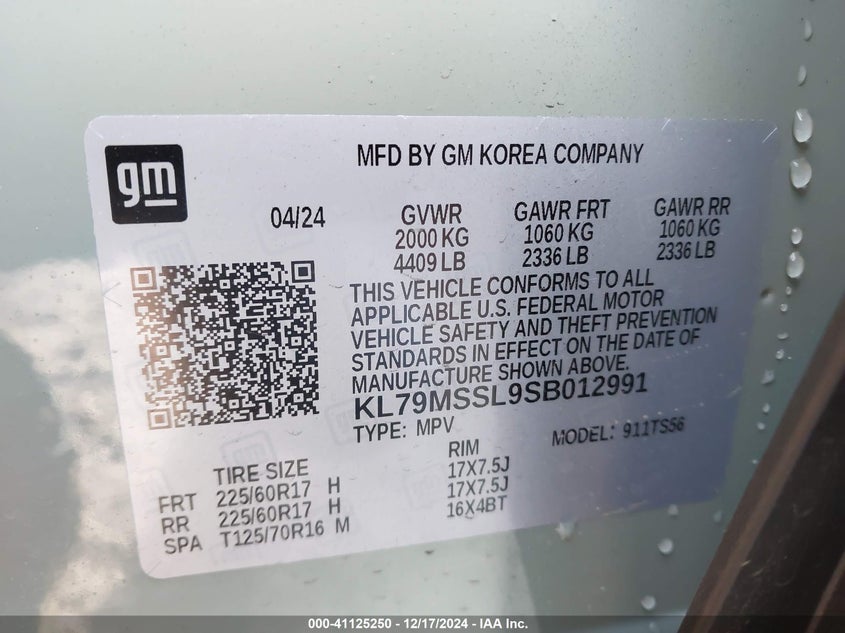 gm
MFD BY GM KOREA COMPANY
04/24 GVWR GAWR FRT GAWR RR
2000 KG 1060 KG 1060 KG
4409 LB 2336 LB 2336 LB
THIS VEHICLE CONFORMS TO ALL
APPLICABLE U.S. FEDERAL MOTOR
VEHICLE SAFETY AND THEFT PREVENTION
STANDARDS IN EFFECT ON THE DATE OF
MANUFACTURE SHOWN ABOVE.
KL79MSSL9SB012991
TYPE: MPV MODEL: 911TS56
TIRE SIZE RIM
FRT 225/60R17 H 17X7.5J
RR 225/60R17 H 17X7.5J
SPA T125/70R16 M 16X4BT
000-41125250 - 12/17/2024 - IAA Inc.